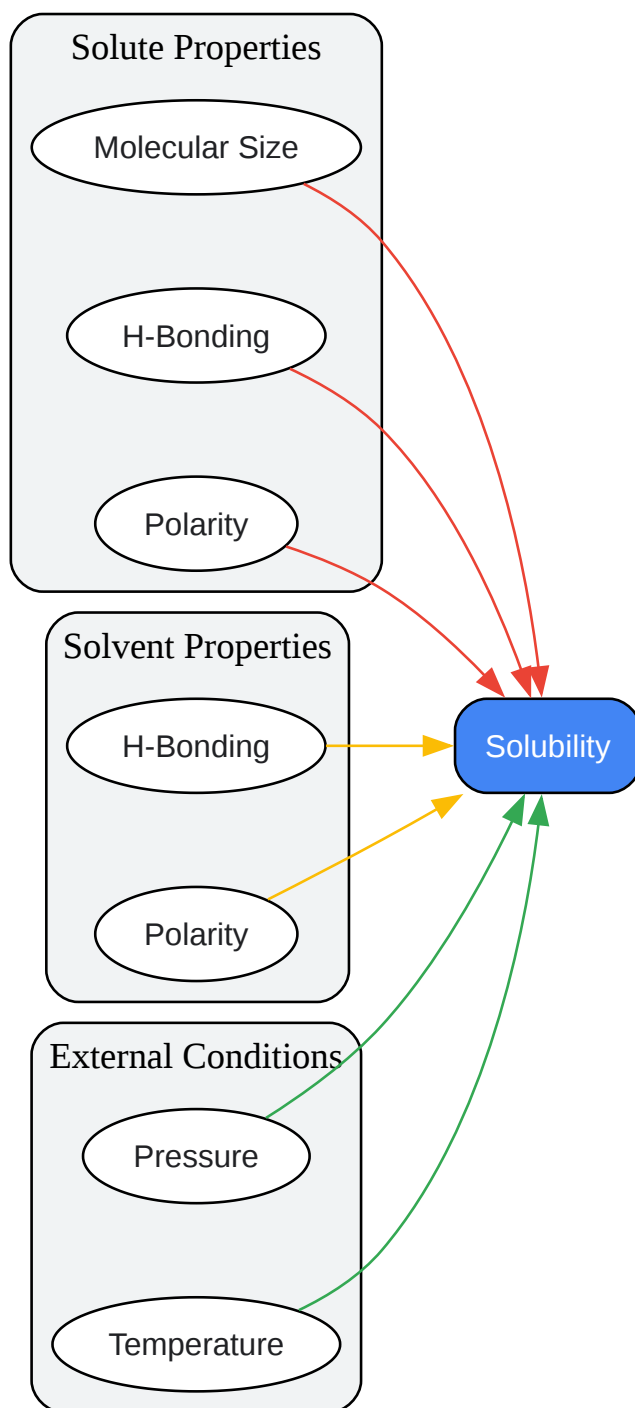 Solute Properties
Molecular Size
H-Bonding
Polarity
Solvent Properties
H-Bonding
Polarity
Solubility
External Conditions
Pressure
Temperature